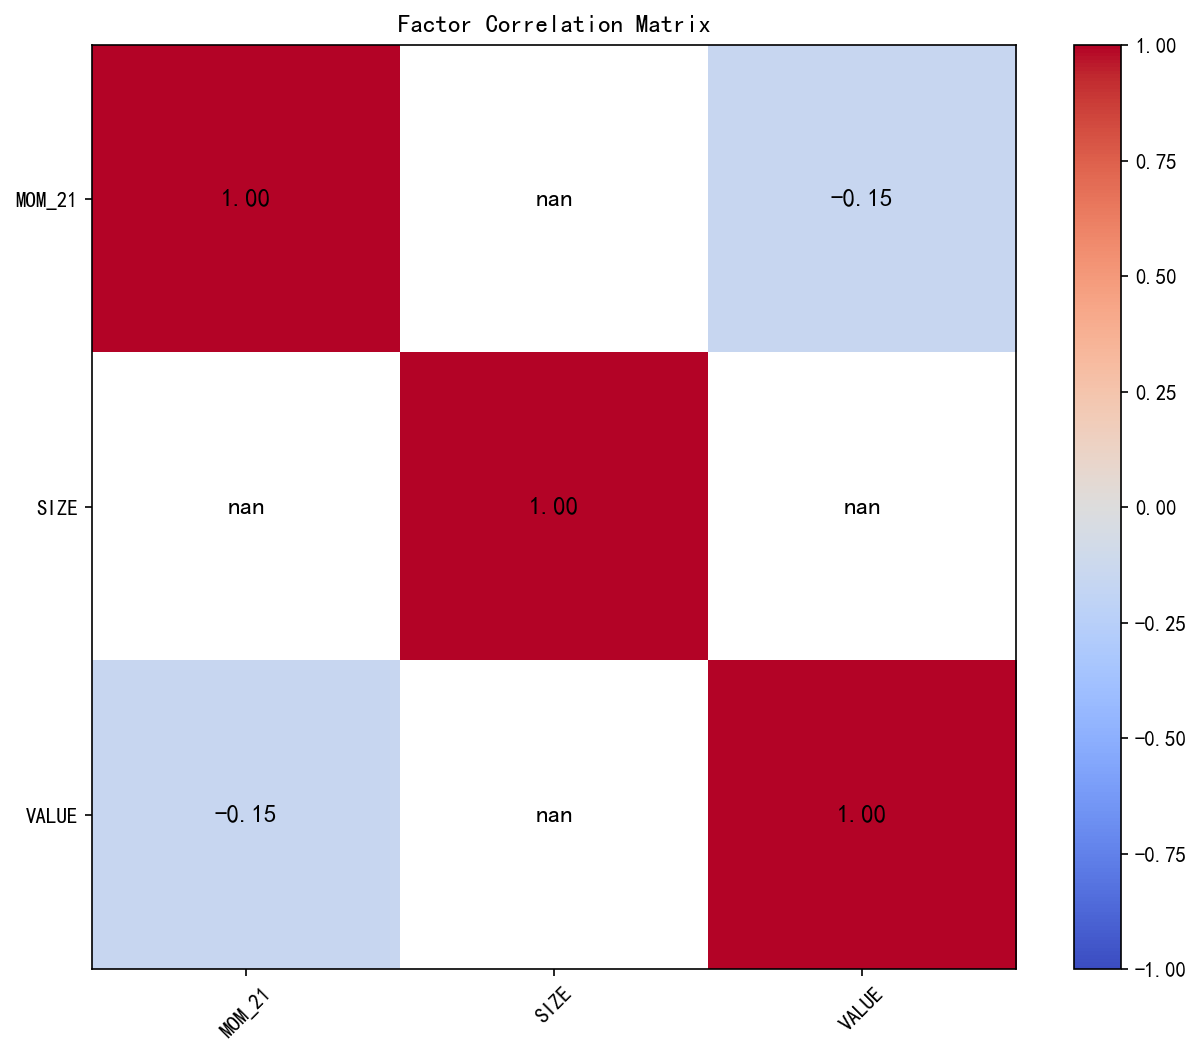 Factor Correlation Matrix
MOM_21
1.00
nan
-0.15
SIZE
nan
1.00
nan
VALUE
-0.15
nan
1.00
MOM_21
SIZE
VALUE
1.00
0.75
0.50
0.25
0.00
-0.25
-0.50
-0.75
-1.00